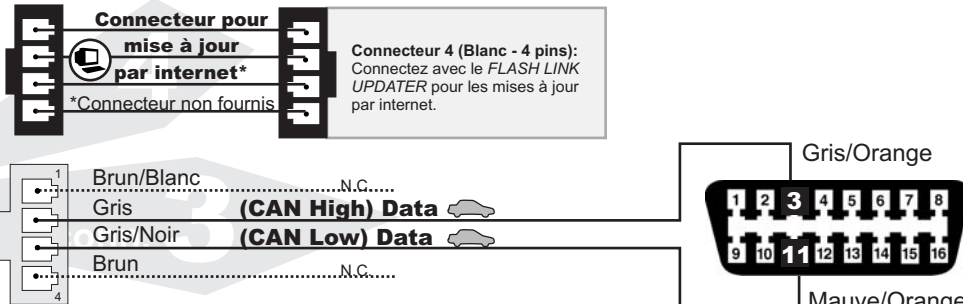 Connecteur pour
mise à jour
par internet*
*Connecteur non fournis
Connecteur 4 (Blanc - 4 pins):
Connectez avec le FLASH LINK
UPDATER pour les mises à jour
par internet.
Gris/Orange
1 2 3 4 5 6 7 8
9 10 11 12 13 14 15 16
Mauve/Orange
1
Brun/Blanc N.C.
Gris (CAN High) Data
Gris/Noir (CAN Low) Data
Brun N.C.
4